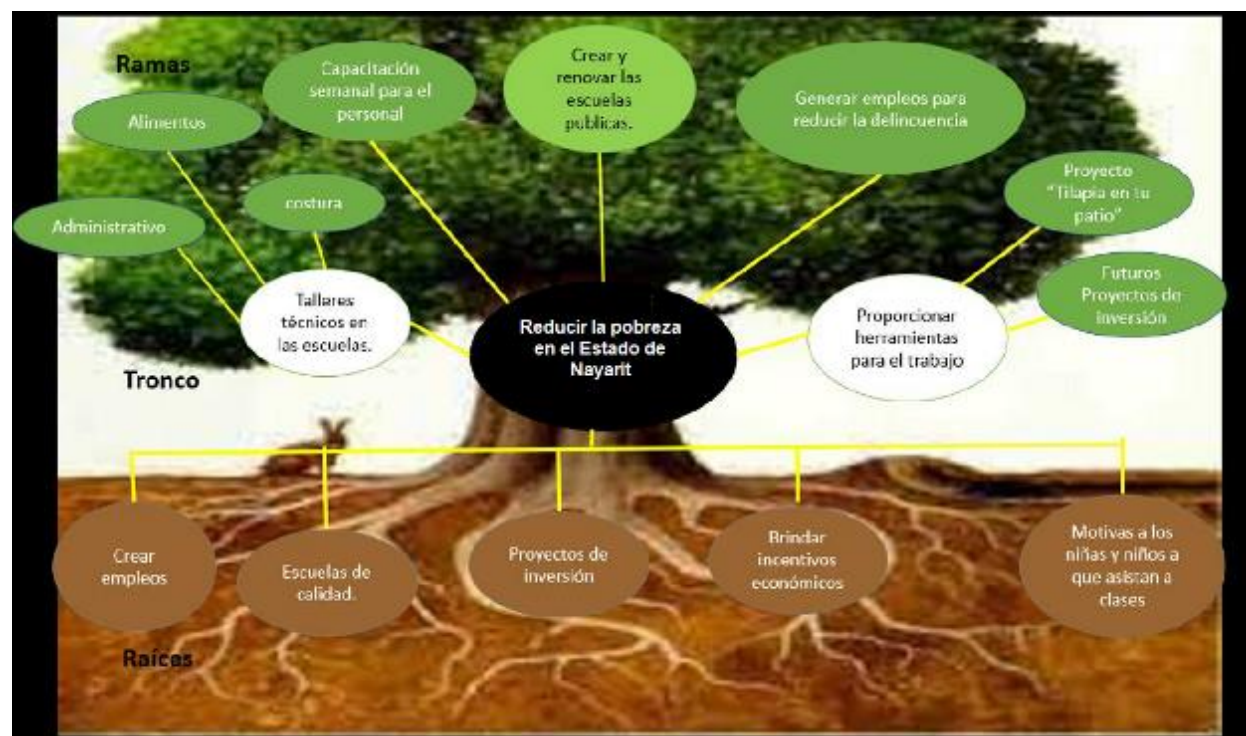 Ramas
Capacitación
semanal para el
personal
Crear y
renovar las
escuelas
publicas.
Generar empleos para
reducir la delincuencia
Alimentos
Proyecto
"Tilapia en tu
patio"
costura
Administrativo
Talleres
técnicos en
las escuelas.
Reducir la pobreza
en el Estado de
Nayarit
Proporcionar
herramientas
para el trabajo
Futuros
Proyectos de
inversión
Tronco
Crear
empleos
Escuelas de
calidad.
Proyectos de
inversión
Brindar
incentivos
económicos
Motivas a los
niñas y niños a
que asistan a
clases
Raíces